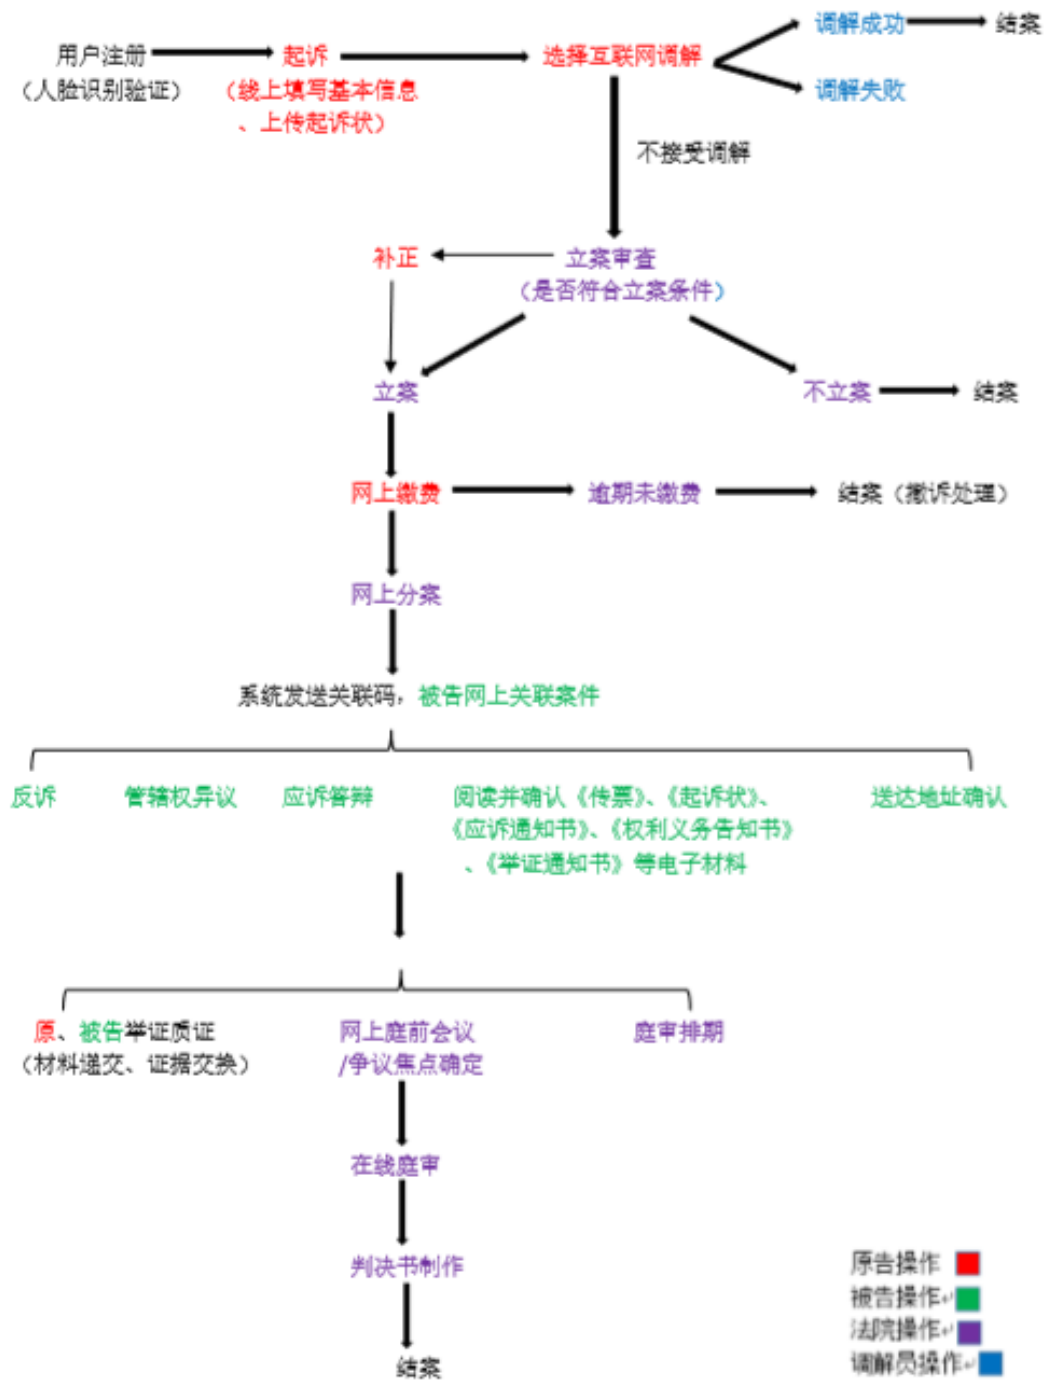 用户注册
（人脸识别验证）
起诉
（线上填写基本信息
、上传起诉状）
选择互联网调解
调解成功
结案
调解失败
不接受调解
补正
立案审查
（是否符合立案条件）
立案
不立案
结案
网上缴费
逾期未缴费
结案（撤诉处理）
网上分案
系统发送关联码，被告网上关联案件
反诉
管辖权异议
应诉答辩
阅读并确认《传票》、《起诉状》、
《应诉通知书》、《权利义务告知书》
、《举证通知书》等电子材料
送达地址确认
原、被告举证质证
（材料递交、证据交换）
网上庭前会议
/争议焦点确定
庭审排期
在线庭审
判决书制作
结案
原告操作
被告操作
法院操作
调解员操作